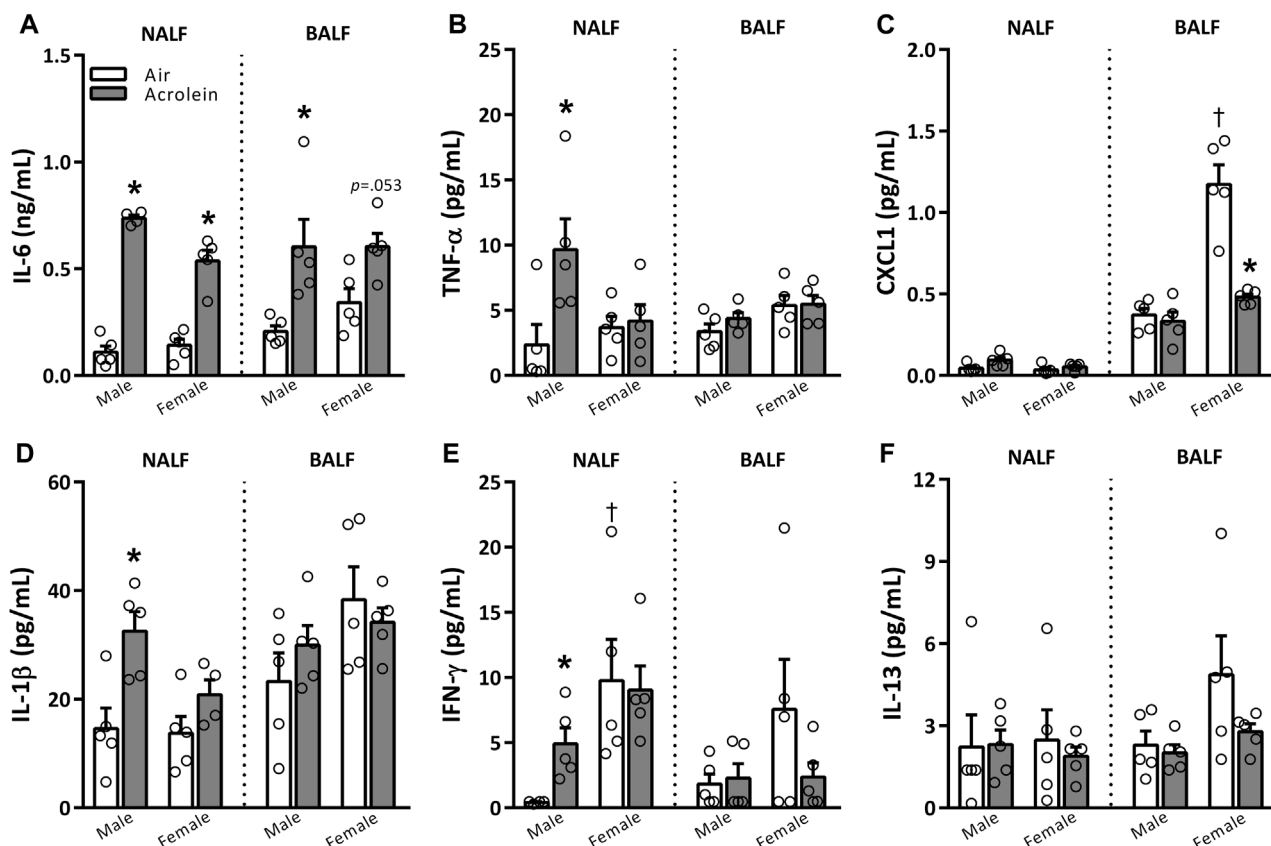 A
NALF
BALF
IL-6 (ng/mL)
1.5
1.0
0.5
0.0
Air
Acrolein
*
*
*
p=.053
Male
Female
Male
Female
B
NALF
BALF
TNF-α (pg/mL)
25
20
15
10
5
0
*
Male
Female
Male
Female
C
NALF
BALF
CXCL1 (pg/mL)
2.0
1.5
1.0
0.5
0.0
†
*
Male
Female
Male
Female
D
NALF
BALF
IL-1β (pg/mL)
60
40
20
0
*
Male
Female
Male
Female
E
NALF
BALF
IFN-γ (pg/mL)
25
20
15
10
5
0
*
†
Male
Female
Male
Female
F
NALF
BALF
IL-13 (pg/mL)
12
9
6
3
0
Male
Female
Male
Female